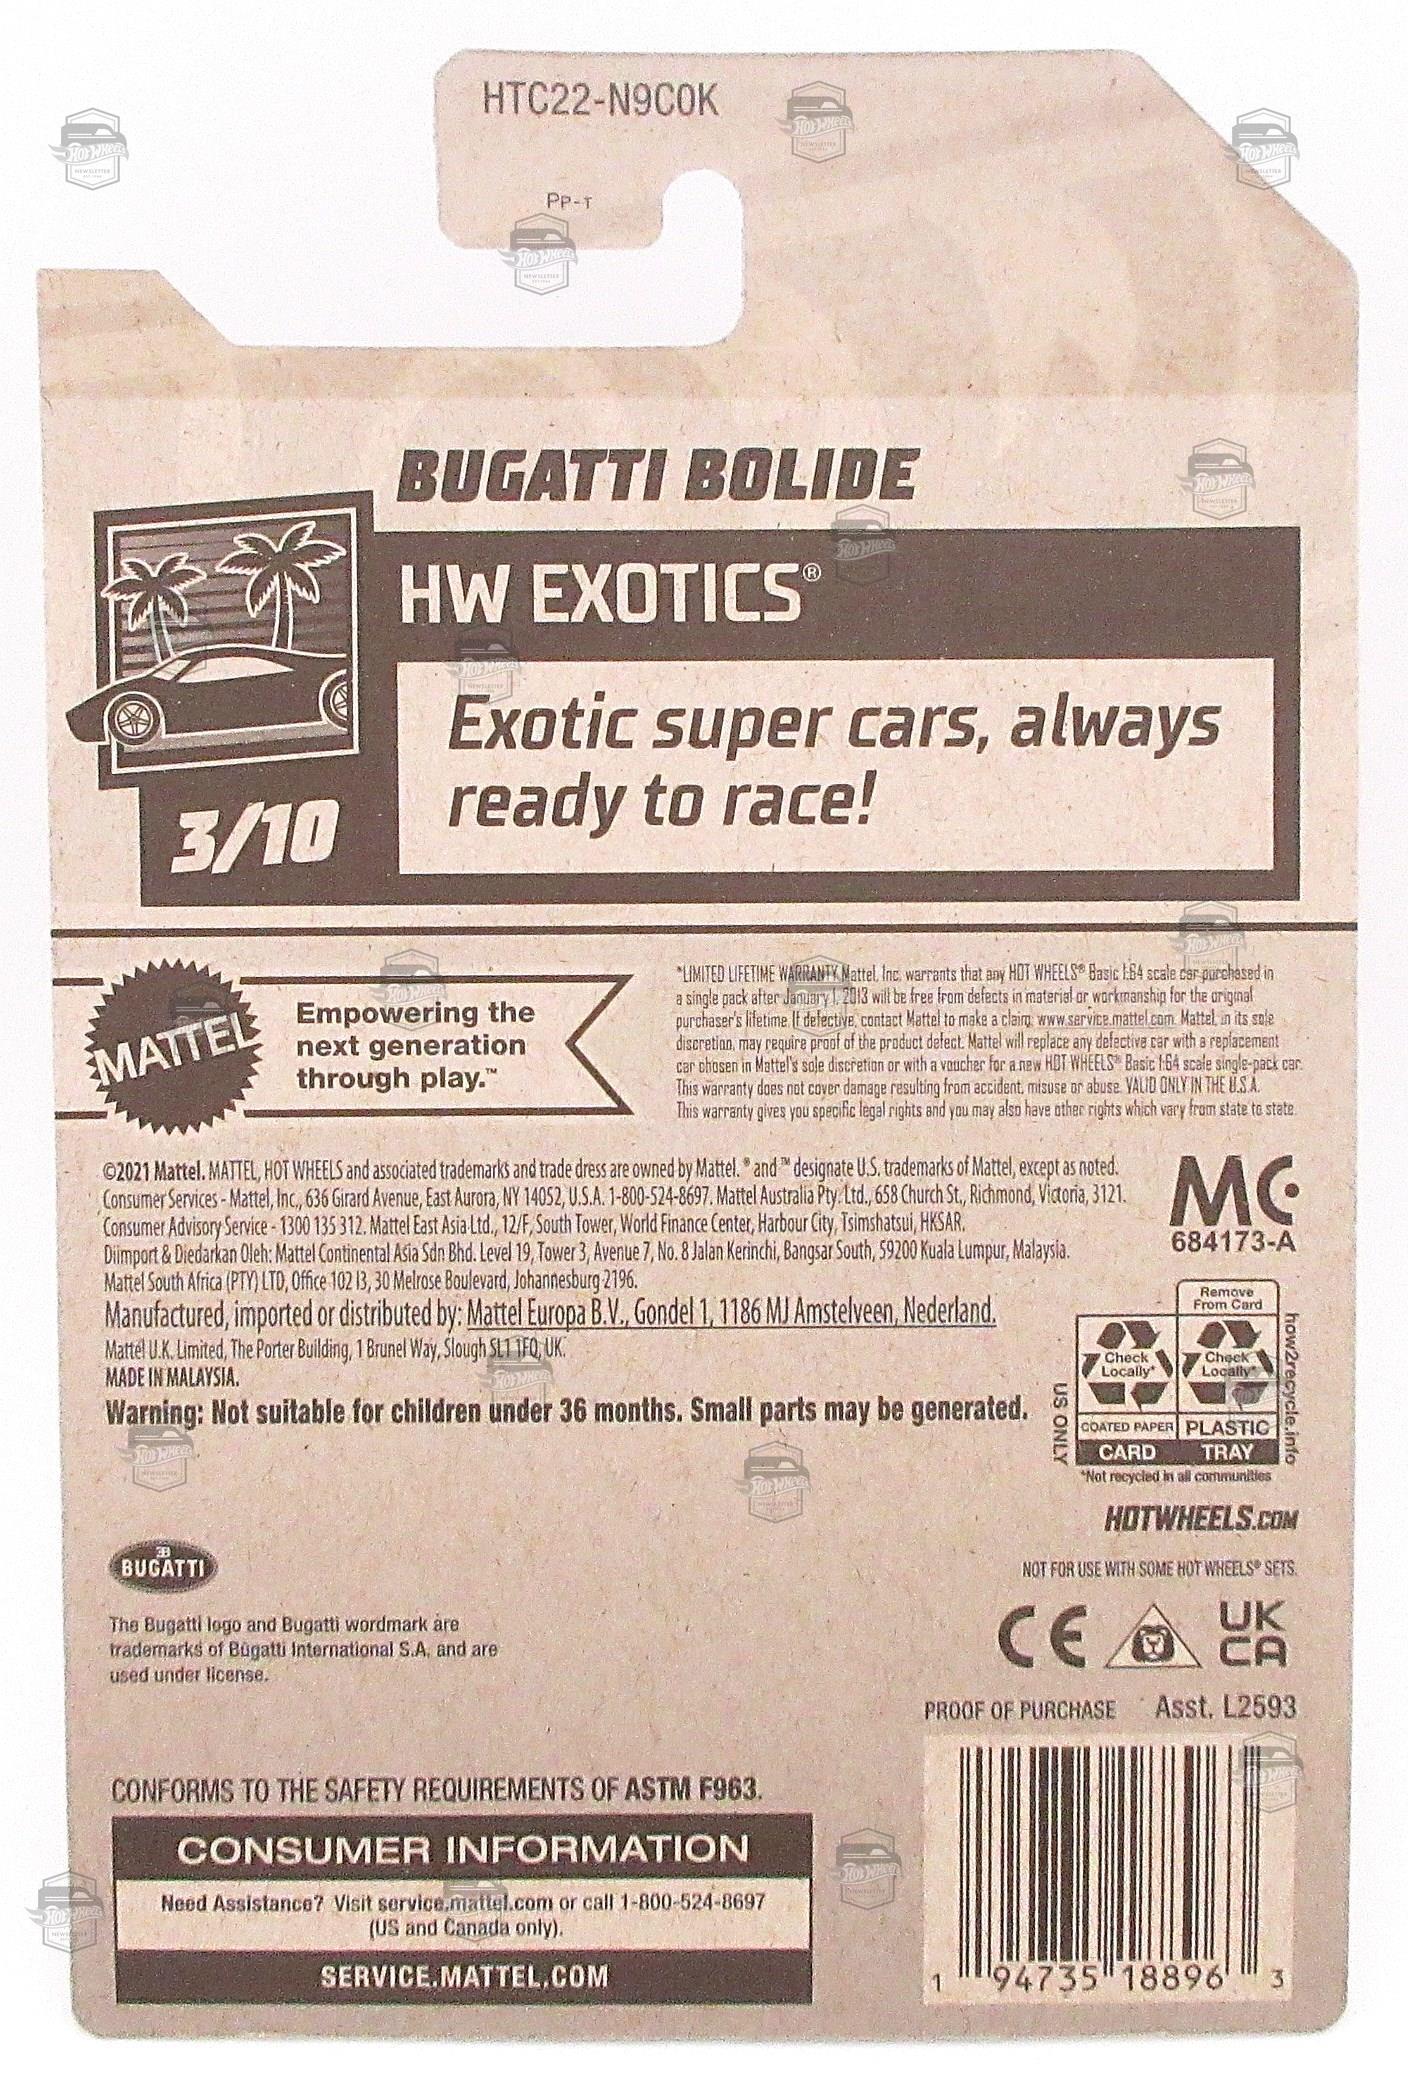 HTC22-N9C0K
PP-T
BUGATTI BOLIDE
HW EXOTICS®
Exotic super cars, always
ready to race!
3/10
MATTEL
Empowering the
next generation
through play.™
*LIMITED LIFETIME WARRANTY Mattel, Inc. warrants that any HOT WHEELS® Basic 1:64 scale car purchased in
a single pack after January 1, 2013 will be free from defects in material or workmanship for the original
purchaser's lifetime. If defective, contact Mattel to make a claim: www.service.mattel.com. Mattel, in its sole
discretion, may require proof of the product defect. Mattel will replace any defective car with a replacement
car chosen in Mattel's sole discretion or with a voucher for a new HOT WHEELS® Basic 1:64 scale single-pack car.
This warranty does not cover damage resulting from accident, misuse or abuse. VALID ONLY IN THE U.S.A.
This warranty gives you specific legal rights and you may also have other rights which vary from state to state.
©2021 Mattel. MATTEL, HOT WHEELS and associated trademarks and trade dress are owned by Mattel. ® and ™ designate U.S. trademarks of Mattel, except as noted.
Consumer Services - Mattel, Inc., 636 Girard Avenue, East Aurora, NY 14052, U.S.A. 1-800-524-8697. Mattel Australia Pty. Ltd., 658 Church St., Richmond, Victoria, 3121.
Consumer Advisory Service - 1300 135 312. Mattel East Asia Ltd., 12/F, South Tower, World Finance Center, Harbour City, Tsimshatsui, HKSAR.
Diimport & Diedarkan Oleh: Mattel Continental Asia Sdn Bhd. Level 19, Tower 3, Avenue 7, No. 8 Jalan Kerinchi, Bangsar South, 59200 Kuala Lumpur, Malaysia.
Mattel South Africa (PTY) LTD, Office 102 I3, 30 Melrose Boulevard, Johannesburg 2196.
Manufactured, imported or distributed by: Mattel Europa B.V., Gondel 1, 1186 MJ Amstelveen, Nederland.
Mattel U.K. Limited, The Porter Building, 1 Brunel Way, Slough SL1 1FQ, UK.
MADE IN MALAYSIA.
Warning: Not suitable for children under 36 months. Small parts may be generated.
MC
684173-A
Remove
From Card
Check
Locally*
Check
Locally*
COATED PAPER
PLASTIC
CARD
TRAY
US ONLY
how2recycle.info
*Not recycled in all communities
HOTWHEELS.COM
NOT FOR USE WITH SOME HOT WHEELS® SETS.
CE
UK
CA
EB
BUGATTI
The Bugatti logo and Bugatti wordmark are
trademarks of Bugatti International S.A. and are
used under license.
PROOF OF PURCHASE Asst. L2593
CONFORMS TO THE SAFETY REQUIREMENTS OF ASTM F963.
CONSUMER INFORMATION
Need Assistance? Visit service.mattel.com or call 1-800-524-8697
(US and Canada only).
SERVICE.MATTEL.COM
1 94735 18896 3
HOT WHEELS
NEWSLETTER